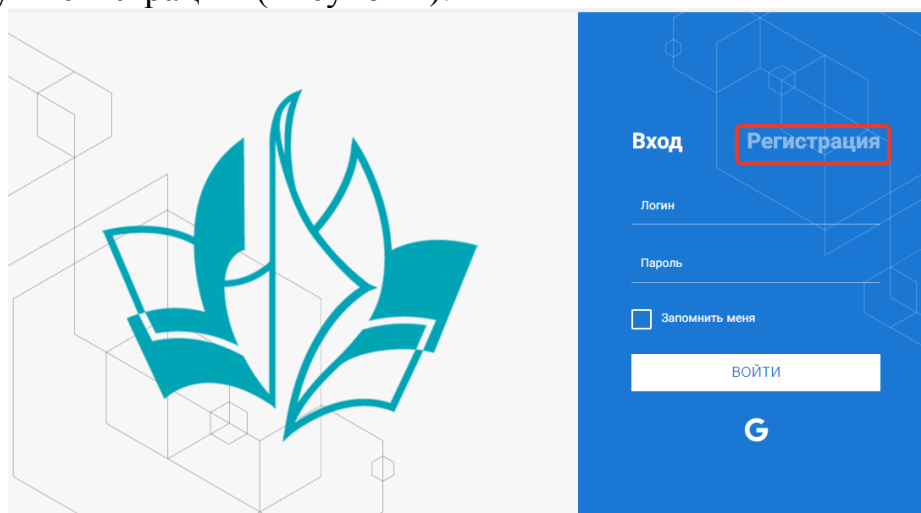 Вход Регистрация
Логин
Пароль
Запомнить меня
ВОЙТИ
G